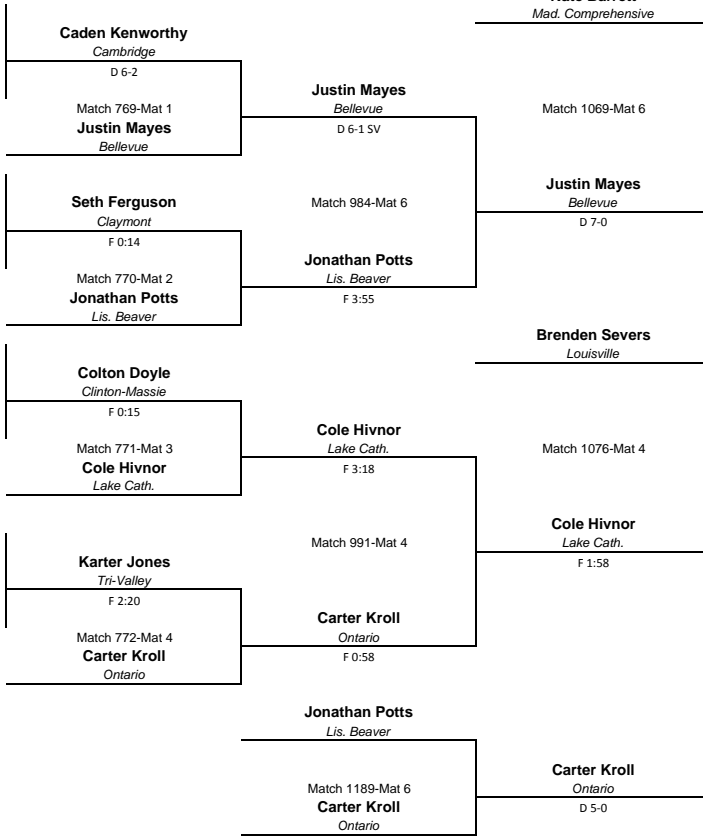 Caden Kenworthy
Cambridge
D 6-2
Match 769-Mat 1
Justin Mayes
Bellevue
Seth Ferguson
Claymont
F 0:14
Match 770-Mat 2
Jonathan Potts
Lis. Beaver
Colton Doyle
Clinton-Massie
F 0:15
Match 771-Mat 3
Cole Hivnor
Lake Cath.
Karter Jones
Tri-Valley
F 2:20
Match 772-Mat 4
Carter Kroll
Ontario
Justin Mayes
Bellevue
D 6-1 SV
Match 984-Mat 6
Jonathan Potts
Lis. Beaver
F 3:55
Cole Hivnor
Lake Cath.
F 3:18
Match 991-Mat 4
Carter Kroll
Ontario
F 0:58
Jonathan Potts
Lis. Beaver
Match 1189-Mat 6
Carter Kroll
Ontario
Mad. Comprehensive
Match 1069-Mat 6
Justin Mayes
Bellevue
D 7-0
Brenden Severs
Louisville
Match 1076-Mat 4
Cole Hivnor
Lake Cath.
F 1:58
Carter Kroll
Ontario
D 5-0